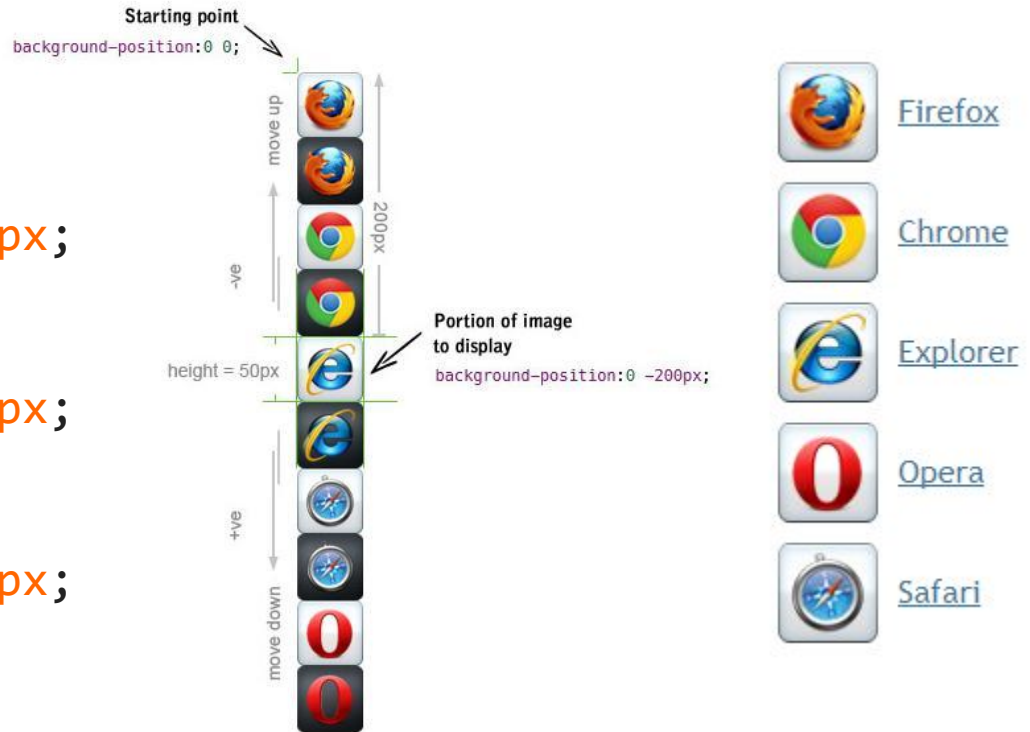 Starting point
background-position:0 0;
move up
-ve
200px
height = 50px
+ve
move down
Portion of image
to display
background-position:0 -200px;
px;
px;
px;
Firefox
Chrome
Explorer
Opera
Safari